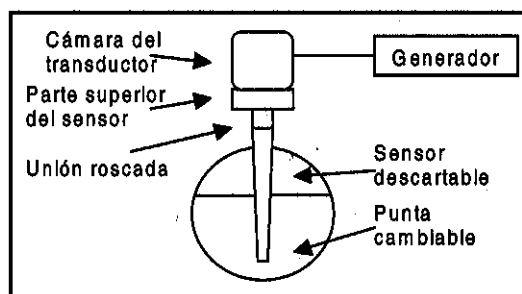 Cámara del
transductor
Generador
Parte superior
del sensor
Unión roscada
Sensor
descartable
Punta
cambiable